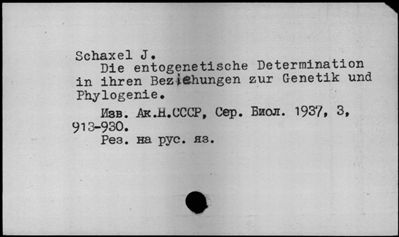 Schaxel J.
Die entogenetische Determination
in ihren Beziehungen zur Genetik und
Phylogenie.
Изв. Ак.Н.СССР, Сер. Биол. 1937, 3,
913-930.
Рез. на рус. яз.